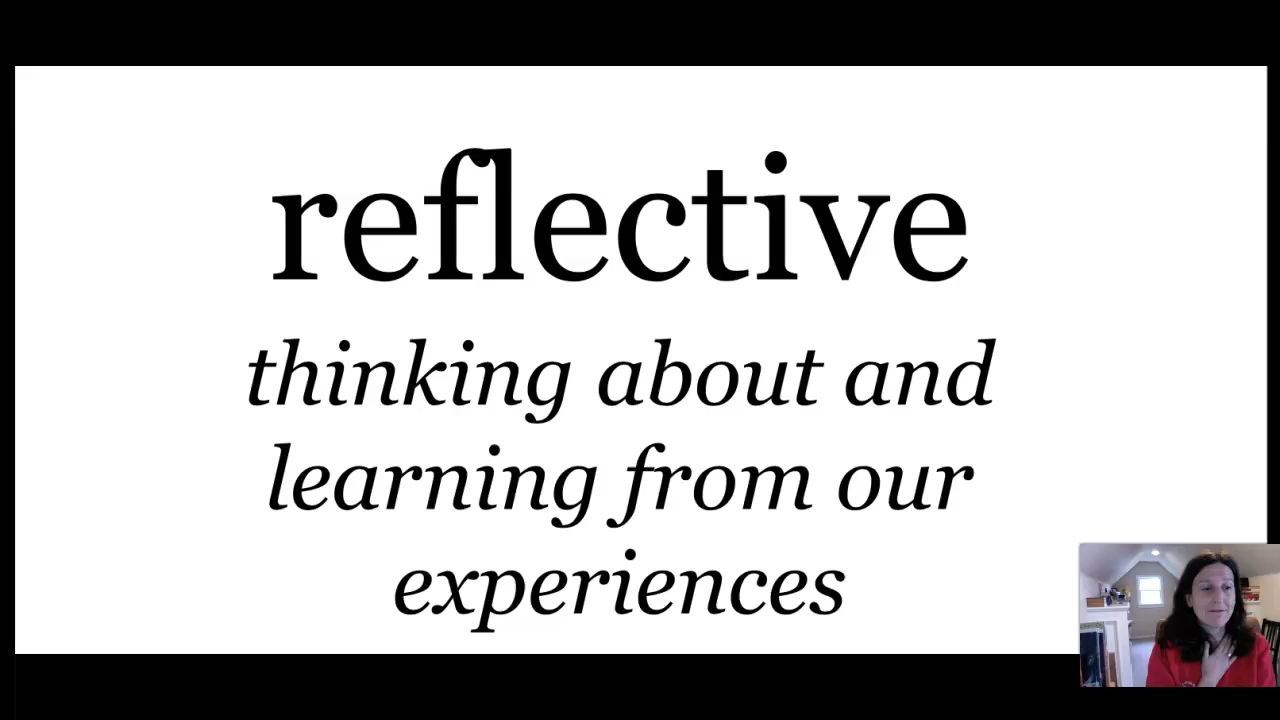 reflective
thinking about and
learning from our
experiences